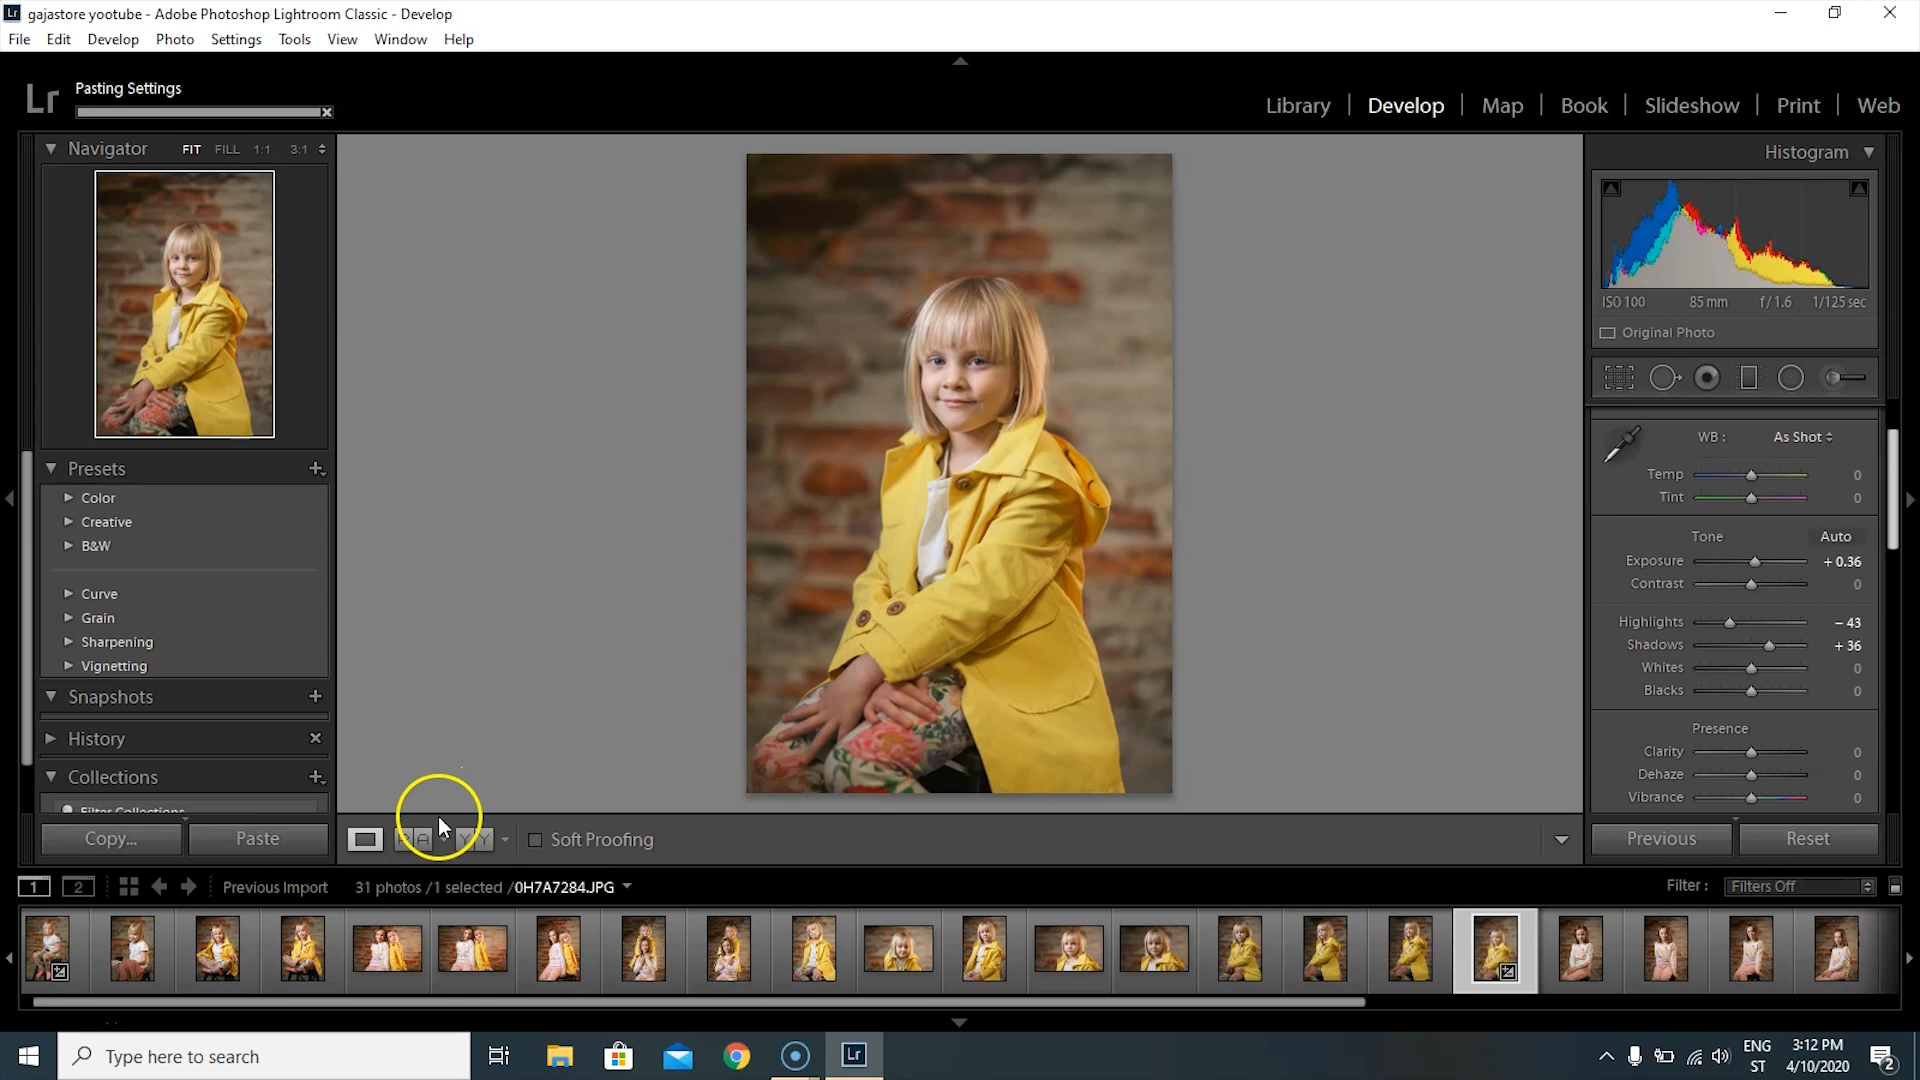 Lr gajastore yootube - Adobe Photoshop Lightroom Classic - Develop
File Edit Develop Photo Settings Tools View Window Help
Lr Pasting Settings
Library | Develop | Map | Book | Slideshow | Print | Web
Navigator FIT FILL 1:1 3:1
Histogram
ISO 100 85 mm f/1.6 1/125 sec
Original Photo
WB : As Shot
Temp 0
Tint 0
Tone Auto
Exposure + 0.36
Contrast 0
Highlights – 43
Shadows + 36
Whites 0
Blacks 0
Presence
Clarity 0
Dehaze 0
Vibrance 0
Presets
Color
Creative
B&W
Curve
Grain
Sharpening
Vignetting
Snapshots
History
Collections
Filter Collections
Copy... Paste
R A Y Y Soft Proofing
Previous Reset
1 2 Previous Import 31 photos /1 selected /0H7A7284.JPG
Filter : Filters Off
Type here to search
Lr
ENG
ST
3:12 PM
4/10/2020
2